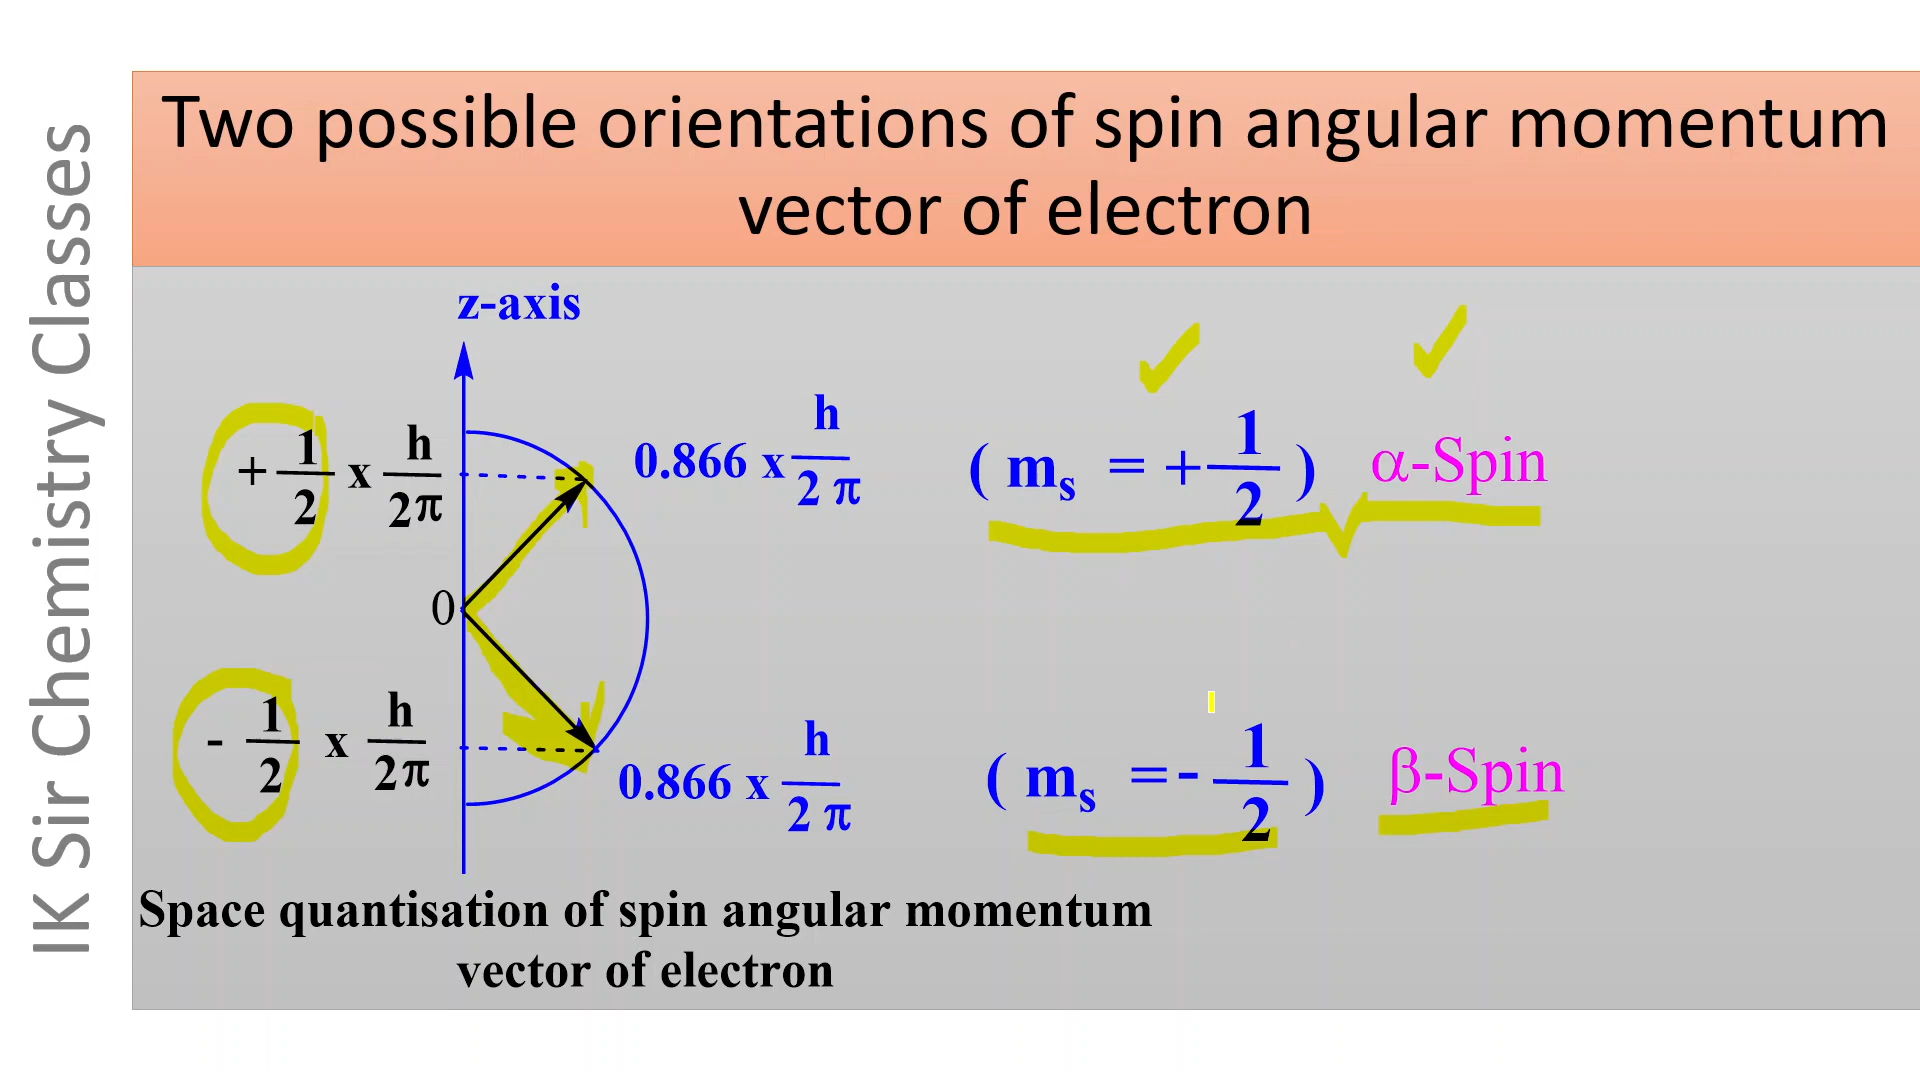 IK Sir Chemistry Classes
Two possible orientations of spin angular momentum
vector of electron
z-axis
+ 1/2 x h/2π
0.866 x h/2 π
( ms = + 1/2 ) α-Spin
0
- 1/2 x h/2π
0.866 x h/2 π
( ms = - 1/2 ) β-Spin
Space quantisation of spin angular momentum
vector of electron